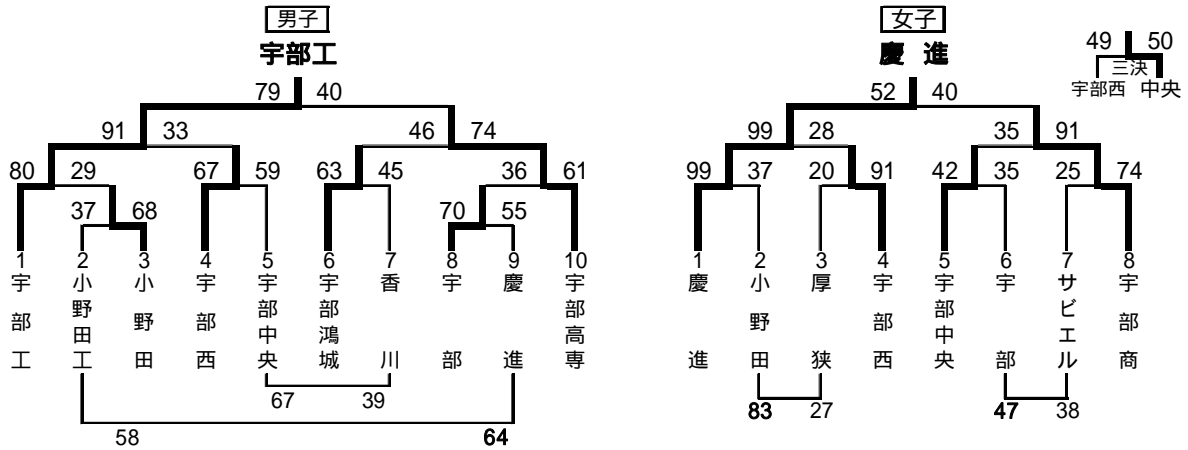 男子 女子
宇部工 慶進 49 50
三決
宇部西 中央
79 40 52 40
91 33 46 74 99 28 35 91
80 29 67 59 63 45 36 61 99 37 20 91 42 35 25 74
37 68 70 55
1 2 3 4 5 6 7 8 9 10 1 2 3 4 5 6 7 8
宇部工
小野田工
小野田
宇部西
宇部中央
宇部鴻城
香川
宇部
慶進
宇部高専
慶進
小野田
厚狭
宇部西
宇部中央
宇部
サビエル
宇部商
67 39 83 27 47 38
58 64